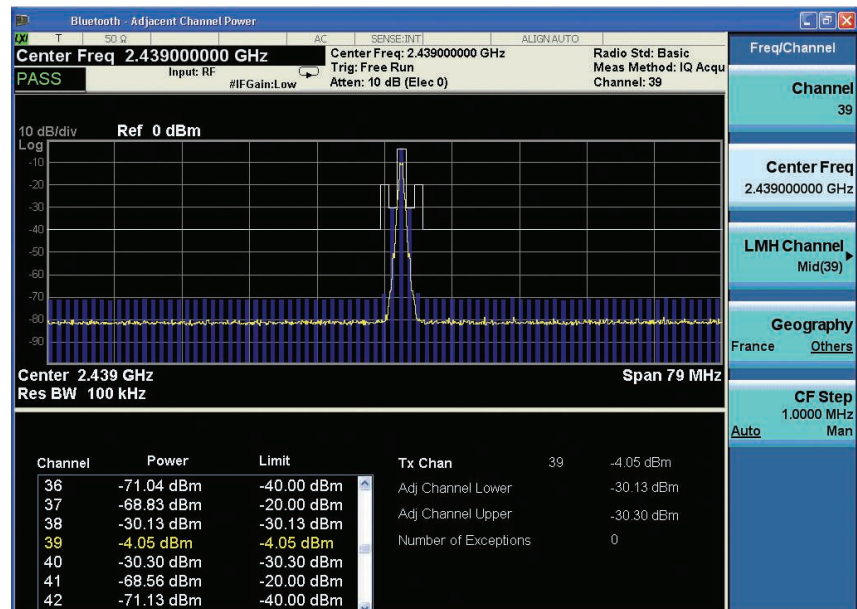 Bluetooth - Adjacent Channel Power
LXI T 50 Ω AC SENSE:INT ALIGN AUTO
Center Freq 2.439000000 GHz
Center Freq: 2.439000000 GHz
Radio Std: Basic
PASS
Input: RF
#IFGain:Low
Trig: Free Run
Atten: 10 dB (Elec 0)
Meas Method: IQ Acqu
Channel: 39
10 dB/div Ref 0 dBm
Log
-10
-20
-30
-40
-50
-60
-70
-80
-90
Center 2.439 GHz Span 79 MHz
Res BW 100 kHz
Channel Power Limit
36 -71.04 dBm -40.00 dBm
37 -68.83 dBm -20.00 dBm
38 -30.13 dBm -30.13 dBm
39 -4.05 dBm -4.05 dBm
40 -30.30 dBm -30.30 dBm
41 -68.56 dBm -20.00 dBm
42 -71.13 dBm -40.00 dBm
Tx Chan 39 -4.05 dBm
Adj Channel Lower -30.13 dBm
Adj Channel Upper -30.30 dBm
Number of Exceptions 0
Freq/Channel
Channel
39
Center Freq
2.439000000 GHz
LMH Channel
Mid(39)
Geography
France Others
CF Step
1.0000 MHz
Auto Man